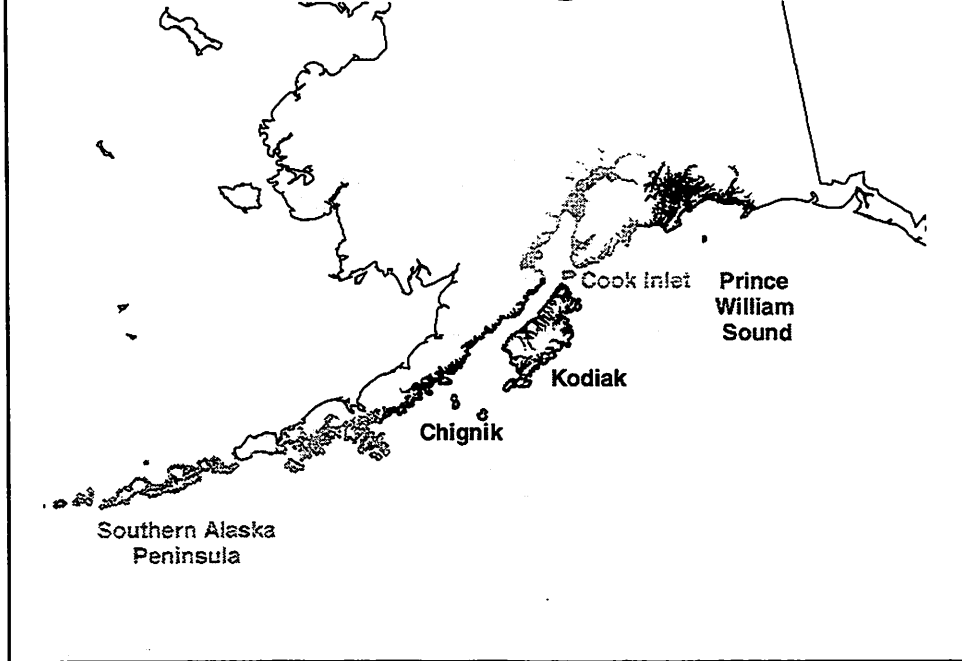 Cook Inlet
Prince
William
Sound
Kodiak
Chignik
Southern Alaska
Peninsula